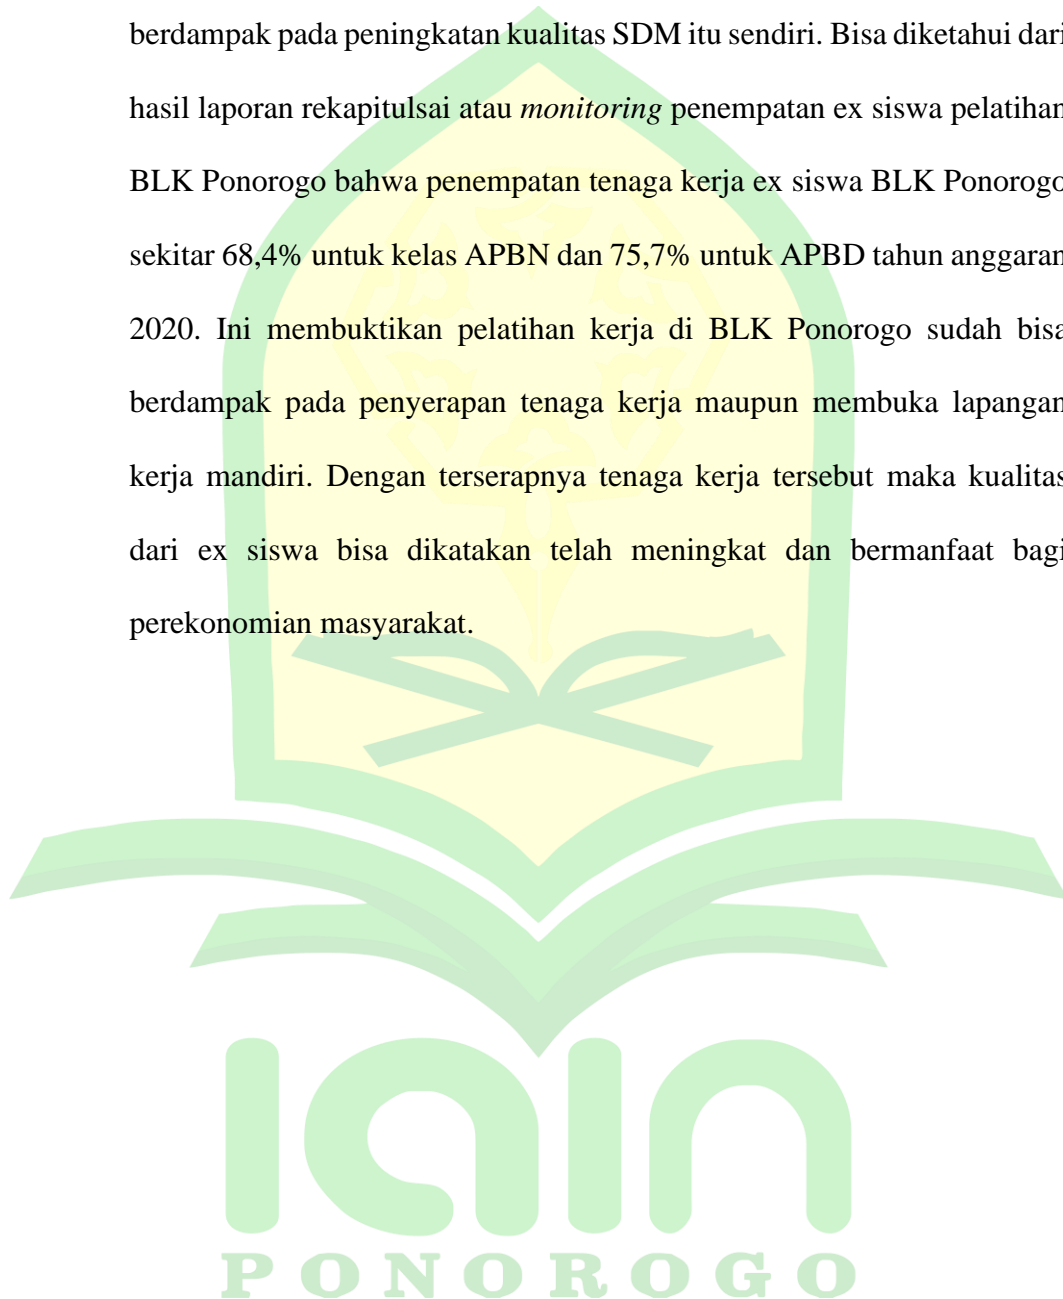 berdampak pada peningkatan kualitas SDM itu sendiri. Bisa diketahui dari
hasil laporan rekapitulsai atau monitoring penempatan ex siswa pelatihan
BLK Ponorogo bahwa penempatan tenaga kerja ex siswa BLK Ponorogo
sekitar 68,4% untuk kelas APBN dan 75,7% untuk APBD tahun anggaran
2020. Ini membuktikan pelatihan kerja di BLK Ponorogo sudah bisa
berdampak pada penyerapan tenaga kerja maupun membuka lapangan
kerja mandiri. Dengan terserapnya tenaga kerja tersebut maka kualitas
dari ex siswa bisa dikatakan telah meningkat dan bermanfaat bagi
perekonomian masyarakat.
IAIN
PONOROGO